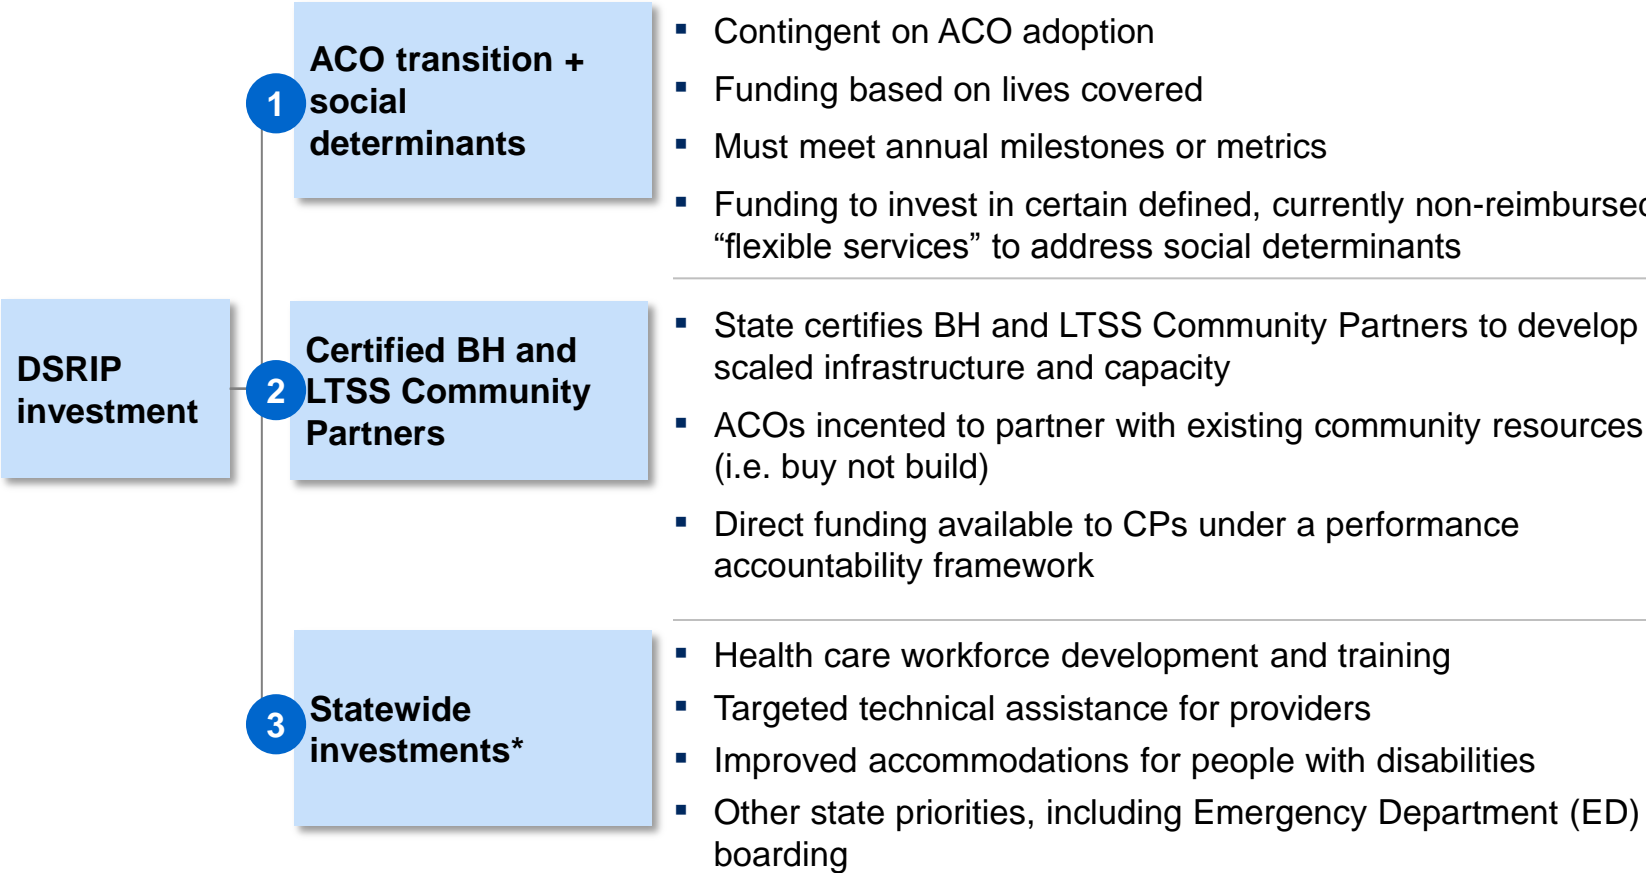 DSRIP
investment
1
ACO transition +
social
determinants
▪ Contingent on ACO adoption
▪ Funding based on lives covered
▪ Must meet annual milestones or metrics
▪ Funding to invest in certain defined, currently non-reimbursed
“flexible services” to address social determinants
2
Certified BH and
LTSS Community
Partners
▪ State certifies BH and LTSS Community Partners to develop
scaled infrastructure and capacity
▪ ACOs incented to partner with existing community resources
(i.e. buy not build)
▪ Direct funding available to CPs under a performance
accountability framework
3
Statewide
investments*
▪ Health care workforce development and training
▪ Targeted technical assistance for providers
▪ Improved accommodations for people with disabilities
▪ Other state priorities, including Emergency Department (ED)
boarding